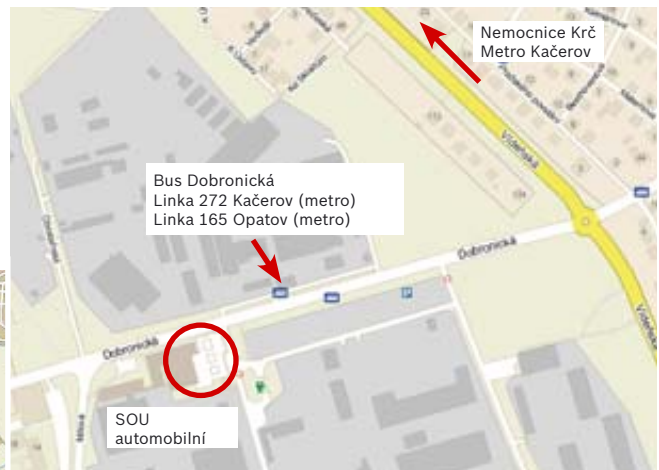 Nemocnice Krč
Metro Kačerov
Vídeňská
Bus Dobronická
Linka 272 Kačerov (metro)
Linka 165 Opatov (metro)
Dobronická
Vídeňská
Dobronická
SOU
automobilní